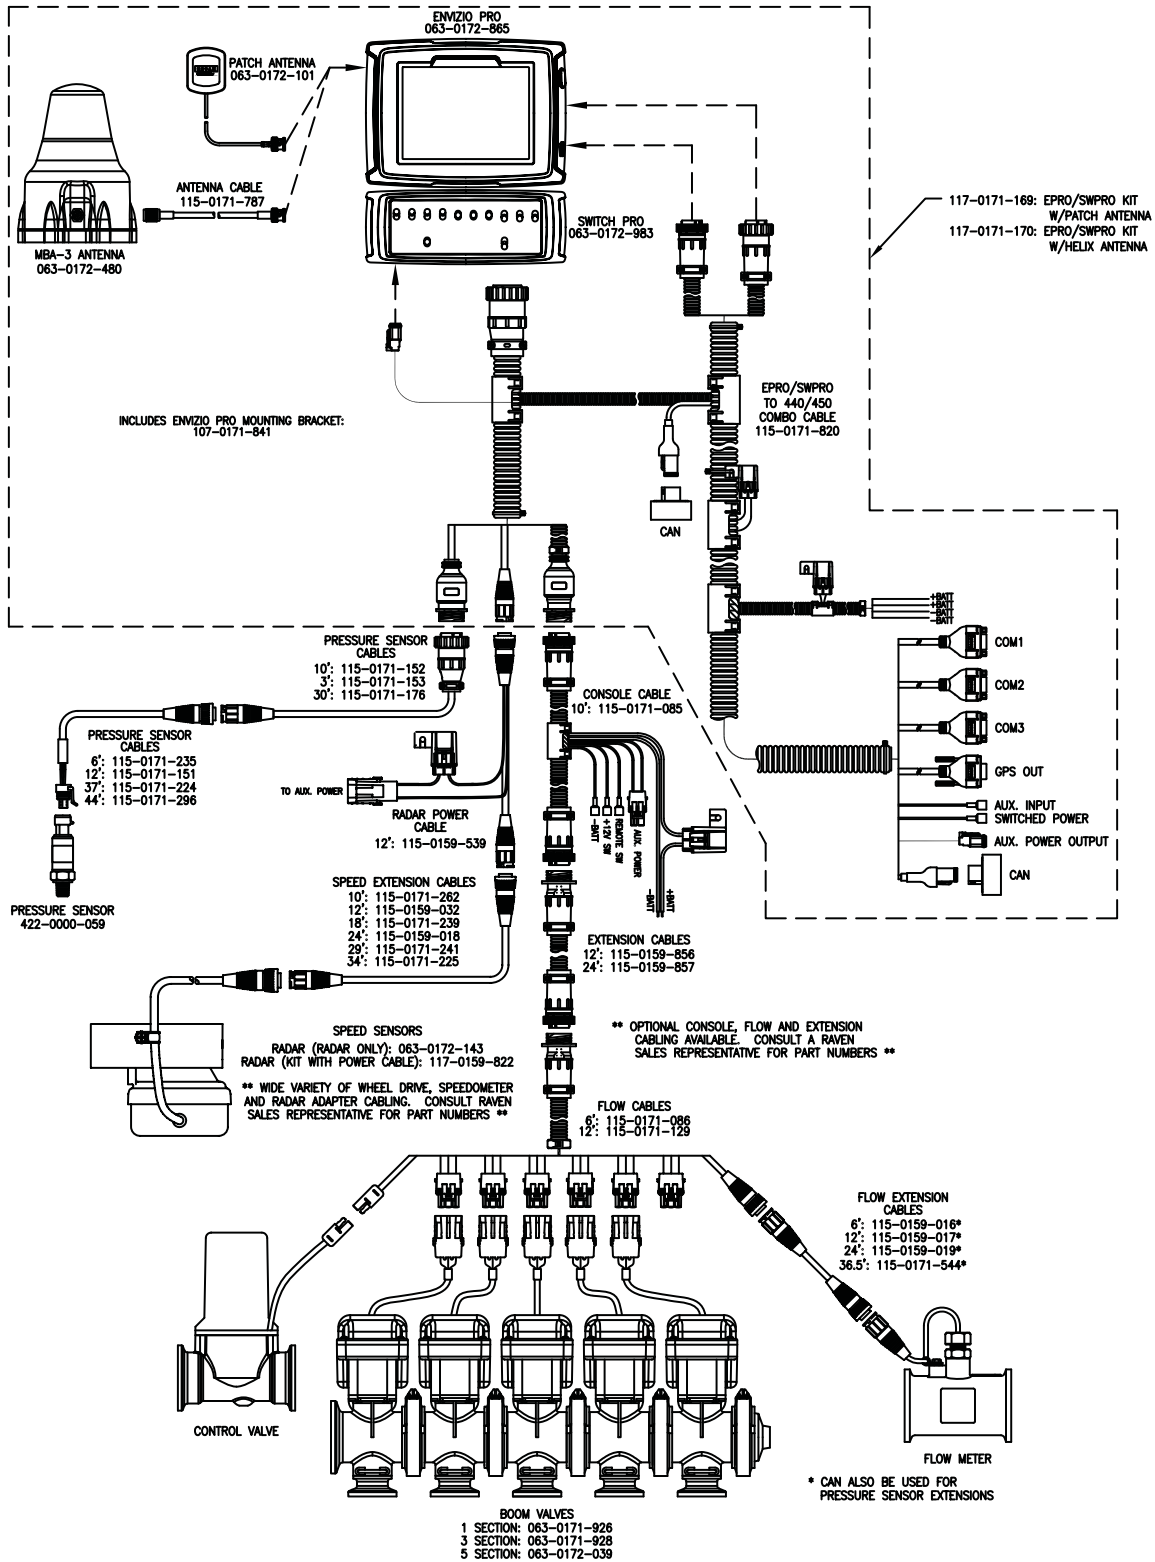 ENVIZIO PRO
063-0172-865
PATCH ANTENNA
063-0172-101
ANTENNA CABLE
115-0171-787
MBA-3 ANTENNA
063-0172-480
SWITCH PRO
063-0172-983
117-0171-169: EPRO/SWPRO KIT
W/PATCH ANTENNA
117-0171-170: EPRO/SWPRO KIT
W/HELIX ANTENNA
INCLUDES ENVIZIO PRO MOUNTING BRACKET:
107-0171-841
EPRO/SWPRO
TO 440/450
COMBO CABLE
115-0171-820
CAN
+BATT
+BATT
-BATT
-BATT
COM1
COM2
COM3
GPS OUT
AUX. INPUT
SWITCHED POWER
AUX. POWER OUTPUT
CAN
PRESSURE SENSOR
CABLES
10': 115-0171-152
3': 115-0171-153
30': 115-0171-176
CONSOLE CABLE
10': 115-0171-085
PRESSURE SENSOR
CABLES
6': 115-0171-235
12': 115-0171-151
37': 115-0171-224
44': 115-0171-296
TO AUX. POWER
RADAR POWER
CABLE
12': 115-0159-539
-BATT
+12V SW
REMOTE SW
AUX. POWER
-BATT
+BATT
PRESSURE SENSOR
422-0000-059
SPEED EXTENSION CABLES
10': 115-0171-262
12': 115-0159-032
18': 115-0171-239
24': 115-0159-018
29': 115-0171-241
34': 115-0171-225
EXTENSION CABLES
12': 115-0159-856
24': 115-0159-857
SPEED SENSORS
RADAR (RADAR ONLY): 063-0172-143
RADAR (KIT WITH POWER CABLE): 117-0159-822
** WIDE VARIETY OF WHEEL DRIVE, SPEEDOMETER
AND RADAR ADAPTER CABLING. CONSULT RAVEN
SALES REPRESENTATIVE FOR PART NUMBERS **
** OPTIONAL CONSOLE, FLOW AND EXTENSION
CABLING AVAILABLE. CONSULT A RAVEN
SALES REPRESENTATIVE FOR PART NUMBERS **
FLOW CABLES
6': 115-0171-086
12': 115-0171-129
FLOW EXTENSION
CABLES
6': 115-0159-016*
12': 115-0159-017*
24': 115-0159-019*
36.5': 115-0171-544*
CONTROL VALVE
FLOW METER
* CAN ALSO BE USED FOR
PRESSURE SENSOR EXTENSIONS
BOOM VALVES
1 SECTION: 063-0171-926
3 SECTION: 063-0171-928
5 SECTION: 063-0172-039